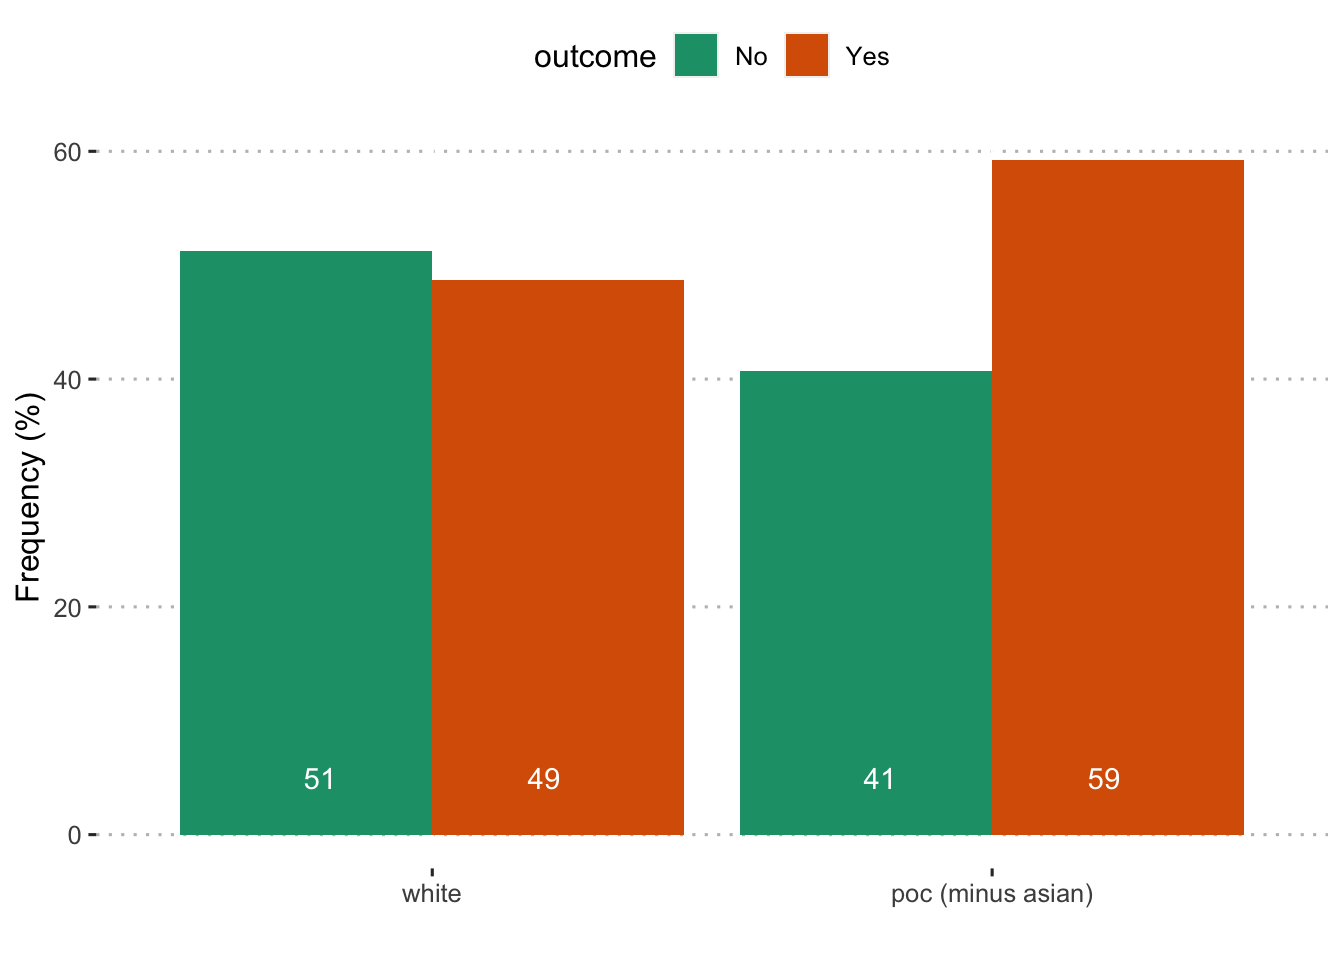 outcome No Yes
60
40
20
0
Frequency (%)
51 49 41 59
white poc (minus asian)